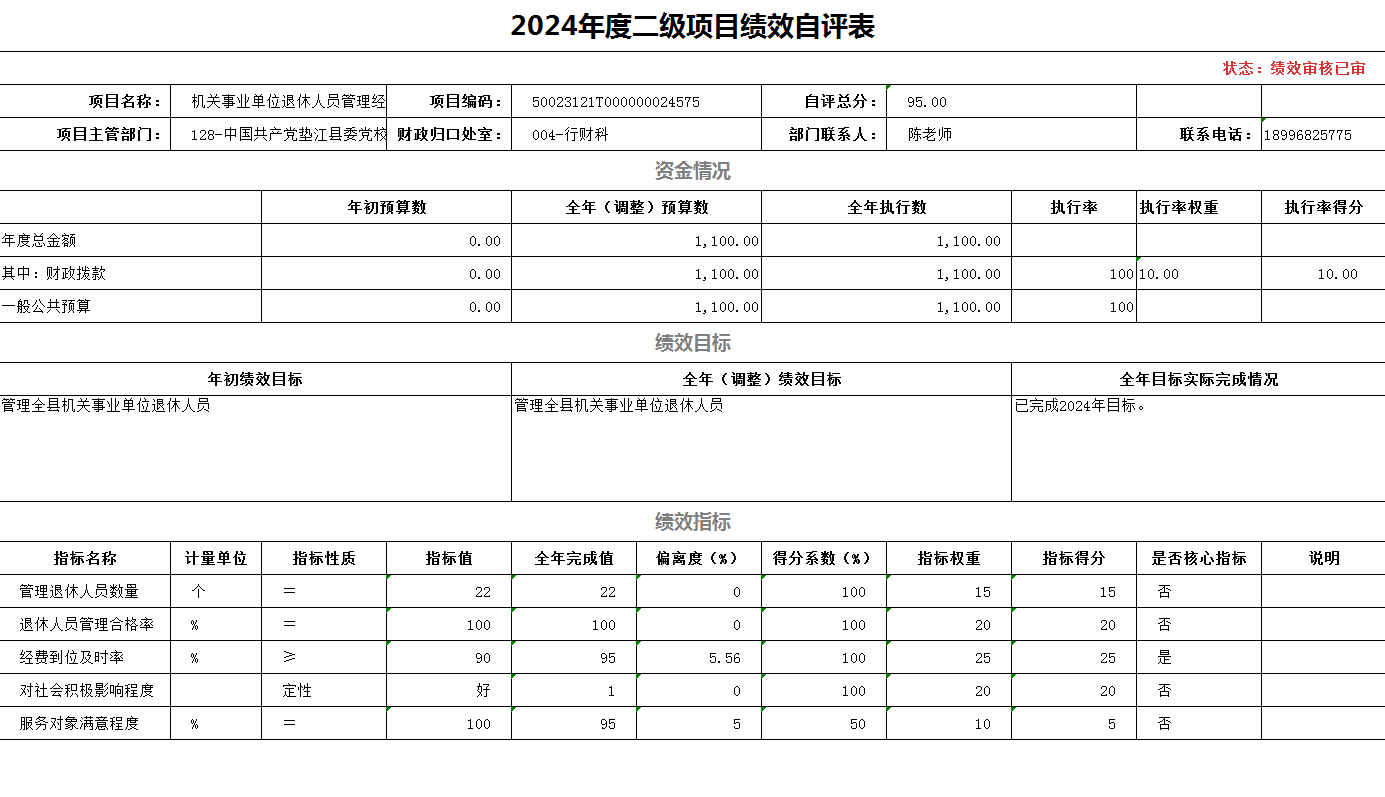 2024年度二级项目绩效自评表
状态：绩效审核已审
项目名称： 机关事业单位退休人员管理经 项目编码： 50023121T000000024575 自评总分： 95.00
项目主管部门： 128-中国共产党垫江县委党校 财政归口处室： 004-行财科 部门联系人： 陈老师 联系电话： 18996825775
资金情况
年初预算数 全年（调整）预算数 全年执行数 执行率 执行率权重 执行率得分
年度总金额 0.00 1,100.00 1,100.00
其中：财政拨款 0.00 1,100.00 1,100.00 100 10.00 10.00
一般公共预算 0.00 1,100.00 1,100.00 100
绩效目标
年初绩效目标 全年（调整）绩效目标 全年目标实际完成情况
管理全县机关事业单位退休人员 管理全县机关事业单位退休人员 已完成2024年目标。
绩效指标
指标名称 计量单位 指标性质 指标值 全年完成值 偏离度（%） 得分系数（%） 指标权重 指标得分 是否核心指标 说明
管理退休人员数量 个 ＝ 22 22 0 100 15 15 否
退休人员管理合格率 % ＝ 100 100 0 100 20 20 否
经费到位及时率 % ≥ 90 95 5.56 100 25 25 是
对社会积极影响程度 定性 好 1 0 100 20 20 否
服务对象满意程度 % ＝ 100 95 5 50 10 5 否